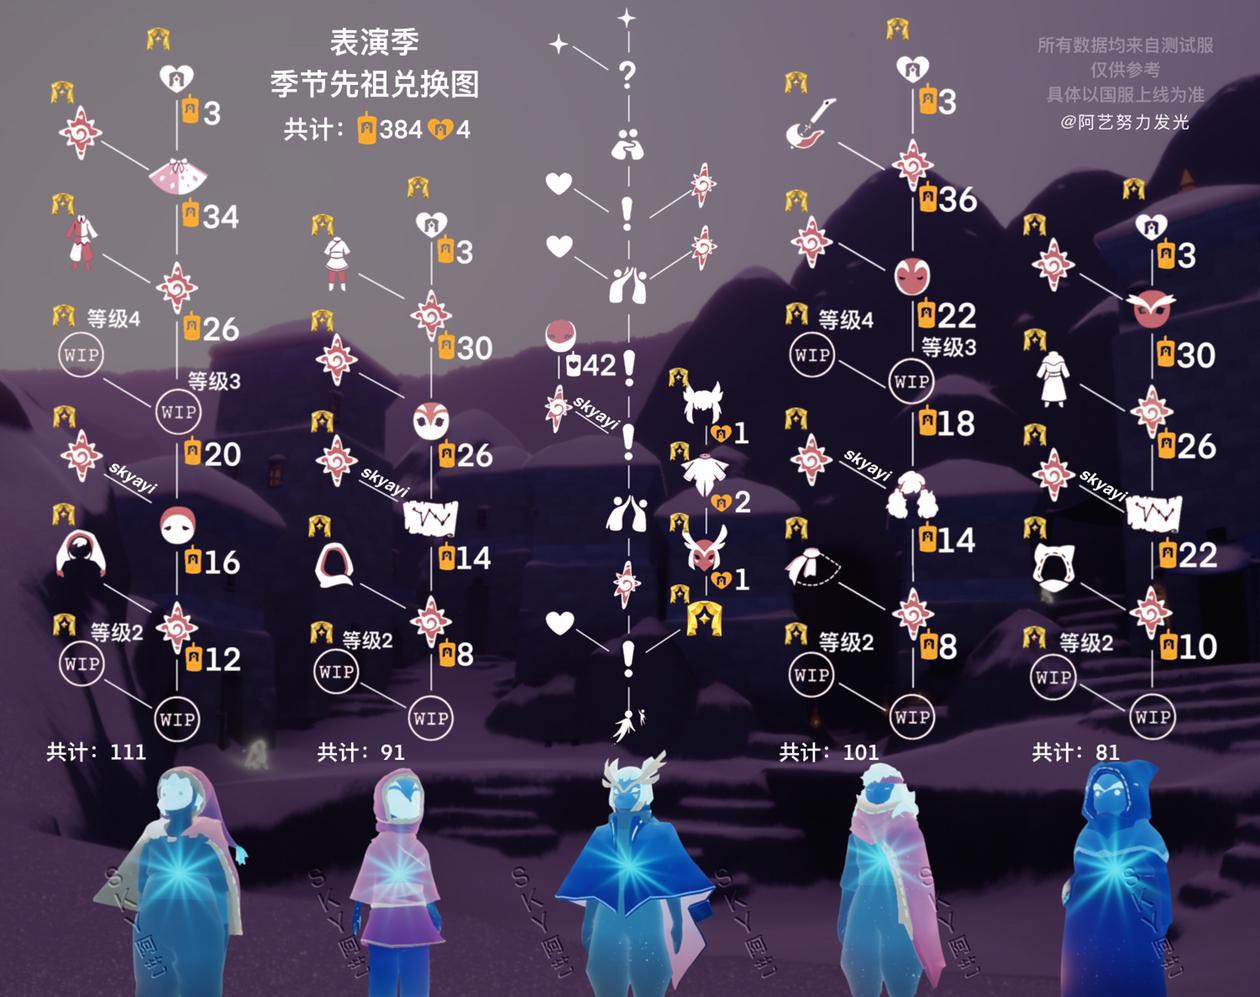 表演季
季节先祖兑换图
共计：384 4
所有数据均来自测试服
仅供参考
具体以国服上线为准
@阿艺努力发光
3
34
26
等级4
WIP
等级3
WIP
20
skyayi
16
12
等级2
WIP
WIP
共计：111
3
30
26
skyayi
14
8
等级2
WIP
WIP
共计：91
?
!
!
42
!
skyayi
!
1
2
1
!
3
36
22
等级4
WIP
等级3
WIP
18
skyayi
14
8
等级2
WIP
WIP
共计：101
3
30
26
skyayi
22
10
等级2
WIP
WIP
共计：81